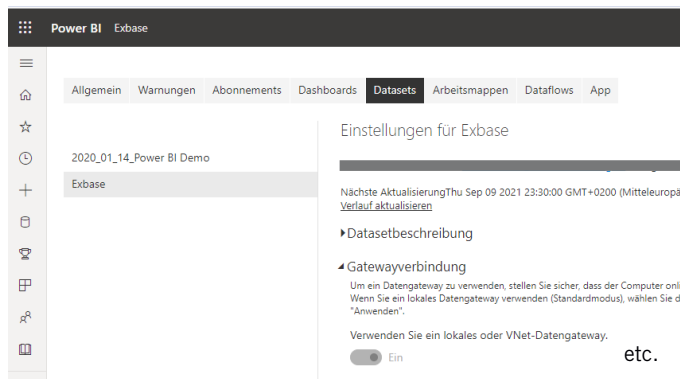 Power BI Exbase
Allgemein Warnungen Abonnements Dashboards Datasets Arbeitsmappen Dataflows App
Einstellungen für Exbase
2020_01_14_Power BI Demo
Exbase
Nächste AktualisierungThu Sep 09 2021 23:30:00 GMT+0200 (Mitteleuropä
Verlauf aktualisieren
Datasetbeschreibung
Gatewayverbindung
Um ein Datengateway zu verwenden, stellen Sie sicher, dass der Computer onli
Wenn Sie ein lokales Datengateway verwenden (Standardmodus), wählen Sie d
"Anwenden".
Verwenden Sie ein lokales oder VNet-Datengateway.
Ein
etc.